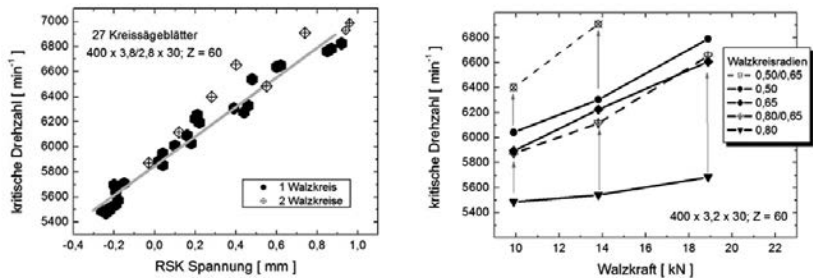 27 Kreissägeblätter
400 x 3,8/2,8 x 30; Z = 60
kritische Drehzahl [ min-1]
7000
6800
6600
6400
6200
6000
5800
5600
5400
1 Walzkreis
2 Walzkreise
-0,4 -0,2 0,0 0,2 0,4 0,6 0,8 1,0
RSK Spannung [ mm ]
kritische Drehzahl [ min-1]
6800
6600
6400
6200
6000
5800
5600
5400
Walzkreisradien
0,50/0,65
0,50
0,65
0,80/0,65
0,80
400 x 3,2 x 30; Z = 60
10 12 14 16 18 20 22
Walzkraft [ kN ]